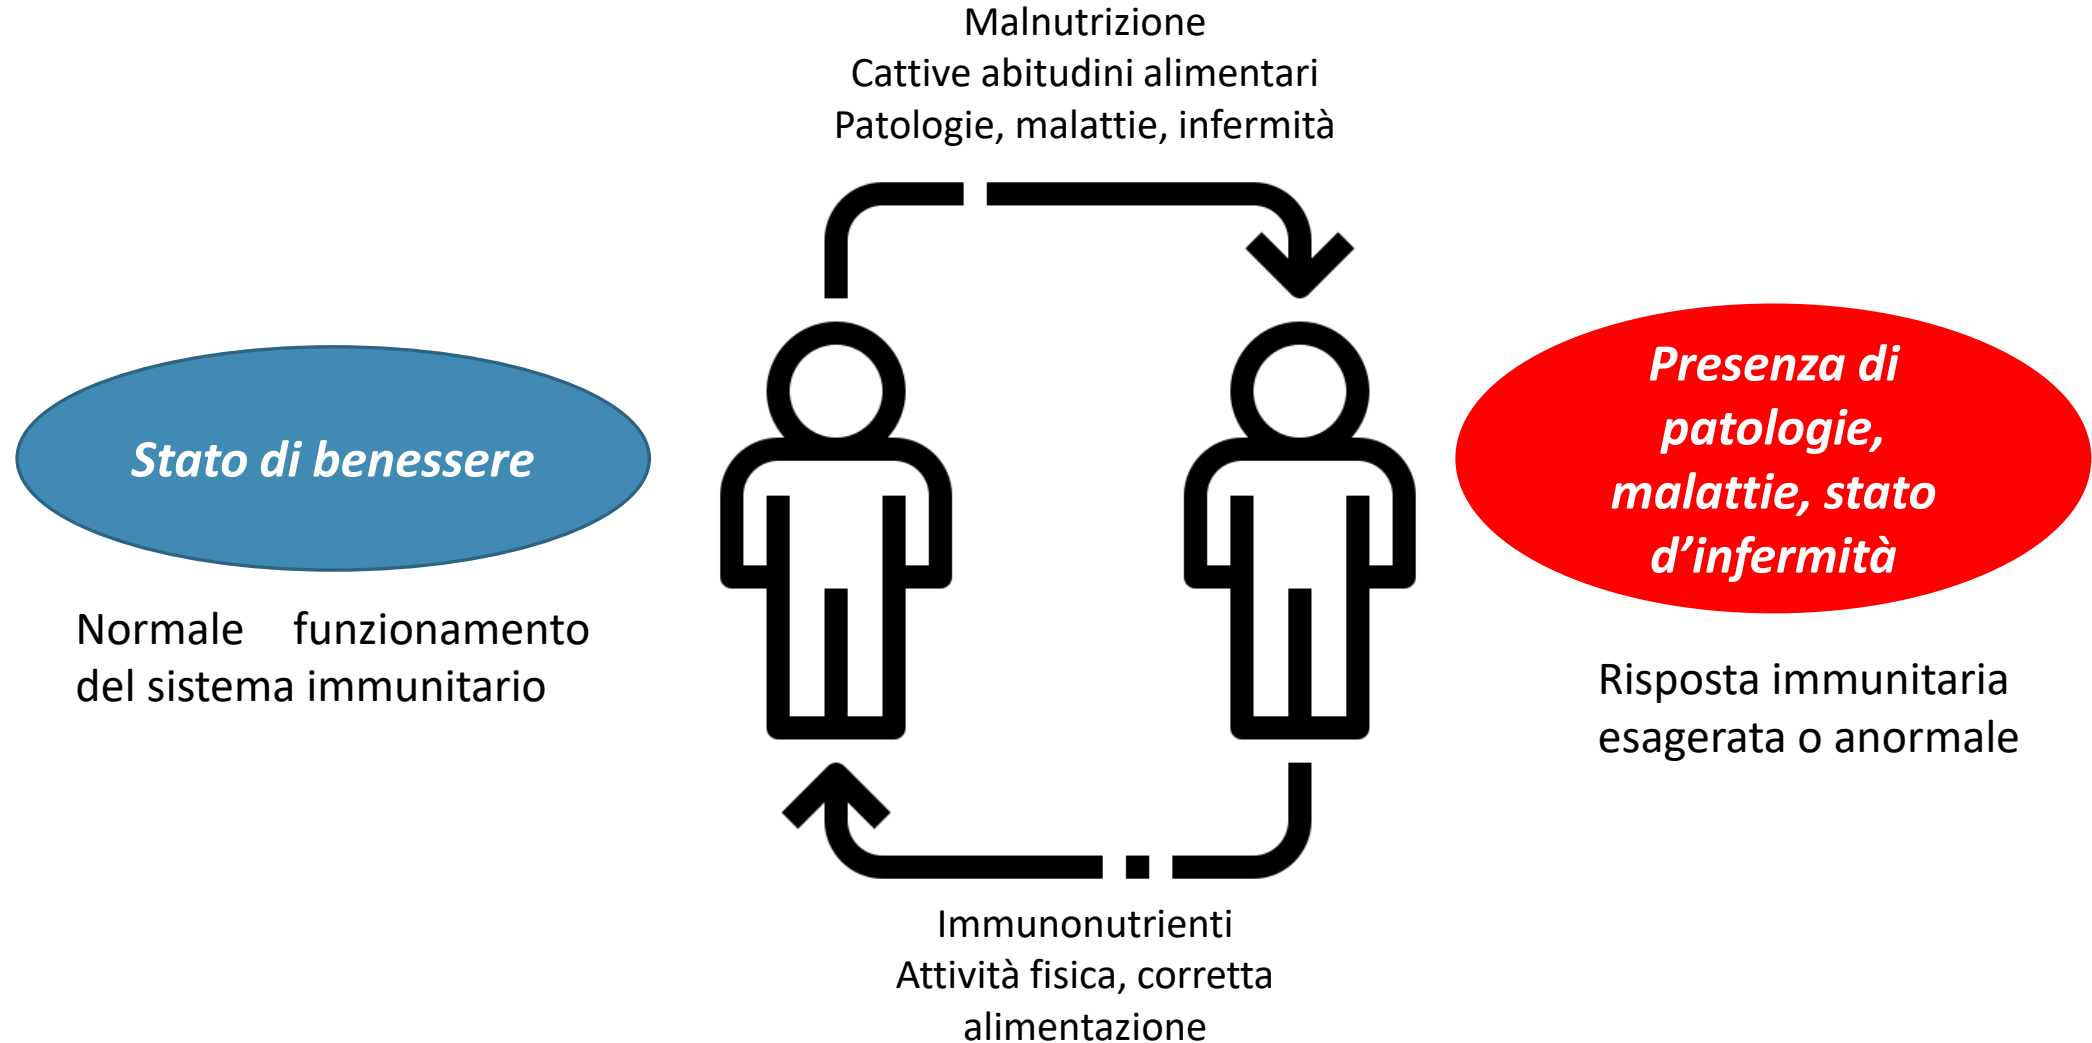 Malnutrizione
Cattive abitudini alimentari
Patologie, malattie, infermità
Stato di benessere
Normale funzionamento
del sistema immunitario
Presenza di
patologie,
malattie, stato
d’infermità
Risposta immunitaria
esagerata o anormale
Immunonutrienti
Attività fisica, corretta
alimentazione